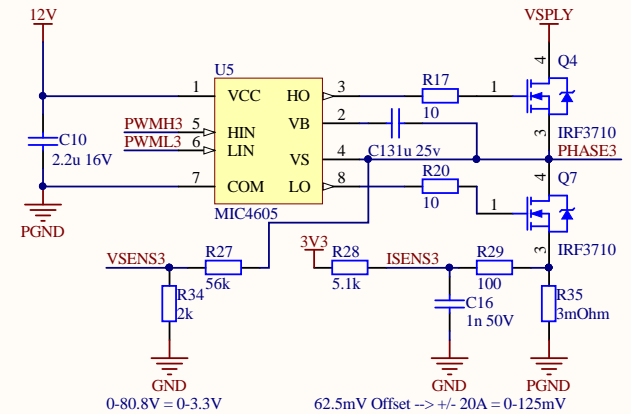 12V
VSPLY
U5
Q4
4
1
VCC
HO
3
R17
1
10
PWMH3
5
HIN
VB
2
3
IRF3710
C10
PWML3
6
LIN
C131u 25v
2.2u 16V
VS
4
PHASE3
7
COM
LO
8
R20
4
Q7
10
1
PGND
MIC4605
3V3
3
IRF3710
VSENS3
R27
R28
ISENS3
R29
56k
5.1k
100
R34
2k
C16
1n 50V
R35
3mOhm
GND
GND
PGND
0-80.8V = 0-3.3V
62.5mV Offset --> +/- 20A = 0-125mV